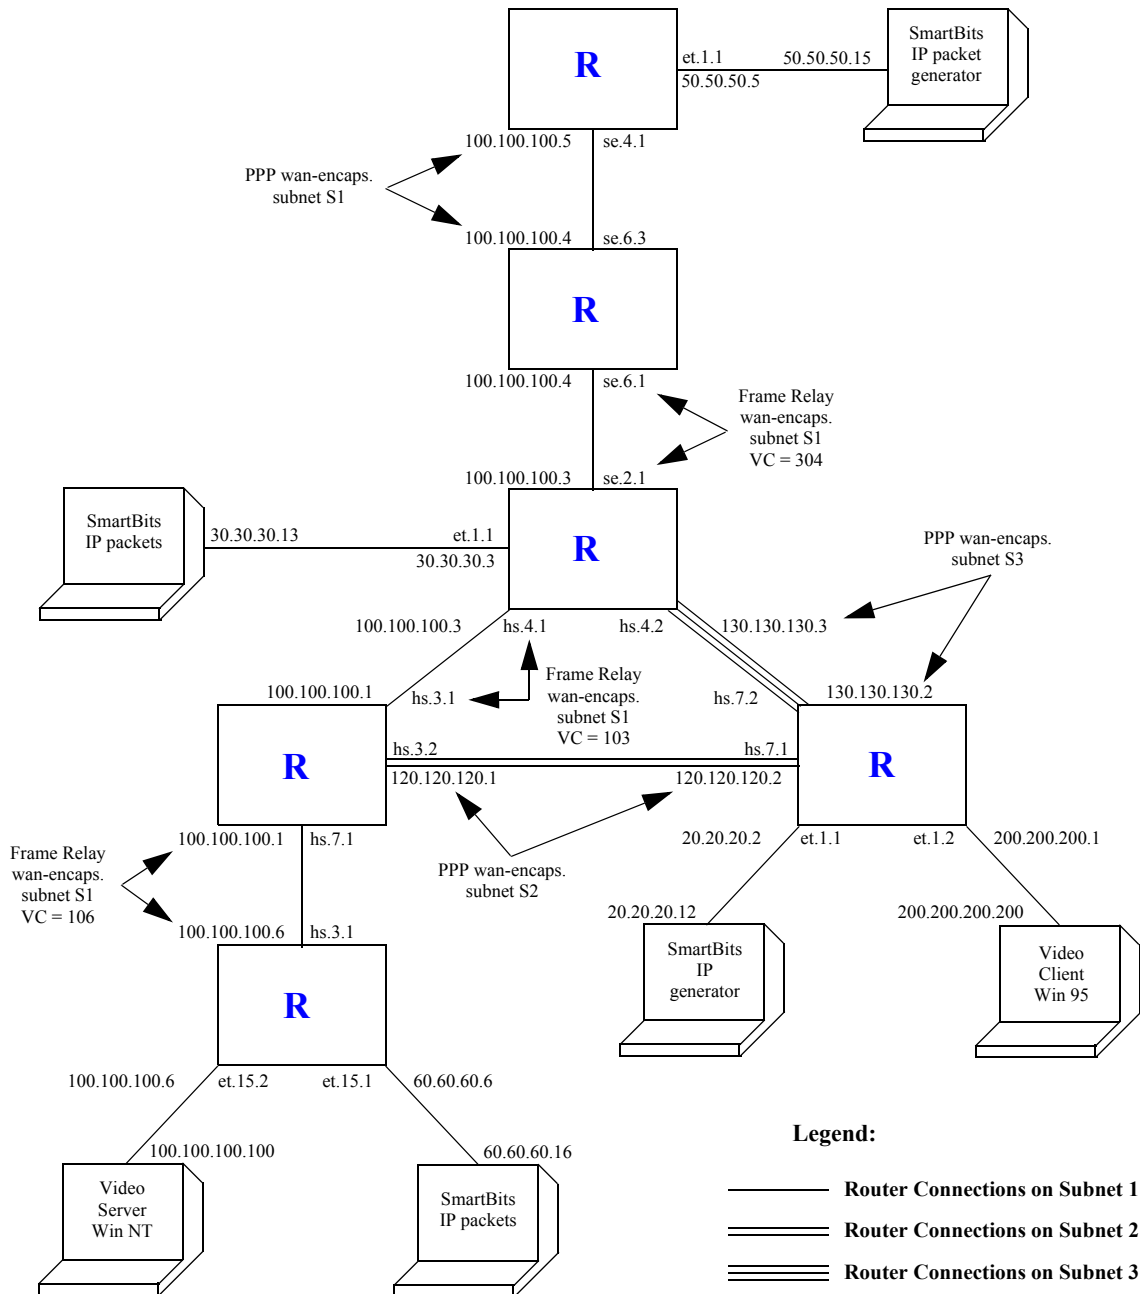 SmartBits
IP packet
generator
R
et.1.1
50.50.50.15
50.50.50.5
100.100.100.5
se.4.1
PPP wan-encaps.
subnet S1
100.100.100.4
se.6.3
R
100.100.100.4
se.6.1
Frame Relay
wan-encaps.
subnet S1
VC = 304
100.100.100.3
se.2.1
SmartBits
IP packets
30.30.30.13
et.1.1
30.30.30.3
R
PPP wan-encaps.
subnet S3
100.100.100.3
hs.4.1
hs.4.2
130.130.130.3
Frame Relay
wan-encaps.
subnet S1
VC = 103
100.100.100.1
hs.3.1
hs.7.2
130.130.130.2
R
hs.3.2
hs.7.1
120.120.120.1
120.120.120.2
R
PPP wan-encaps.
subnet S2
100.100.100.1
hs.7.1
Frame Relay
wan-encaps.
subnet S1
VC = 106
100.100.100.6
hs.3.1
20.20.20.2
et.1.1
et.1.2
200.200.200.1
20.20.20.12
200.200.200.200
SmartBits
IP
generator
Video
Client
Win 95
R
100.100.100.6
et.15.2
et.15.1
60.60.60.6
100.100.100.100
60.60.60.16
Video
Server
Win NT
SmartBits
IP packets
Legend:
Router Connections on Subnet 1
Router Connections on Subnet 2
Router Connections on Subnet 3